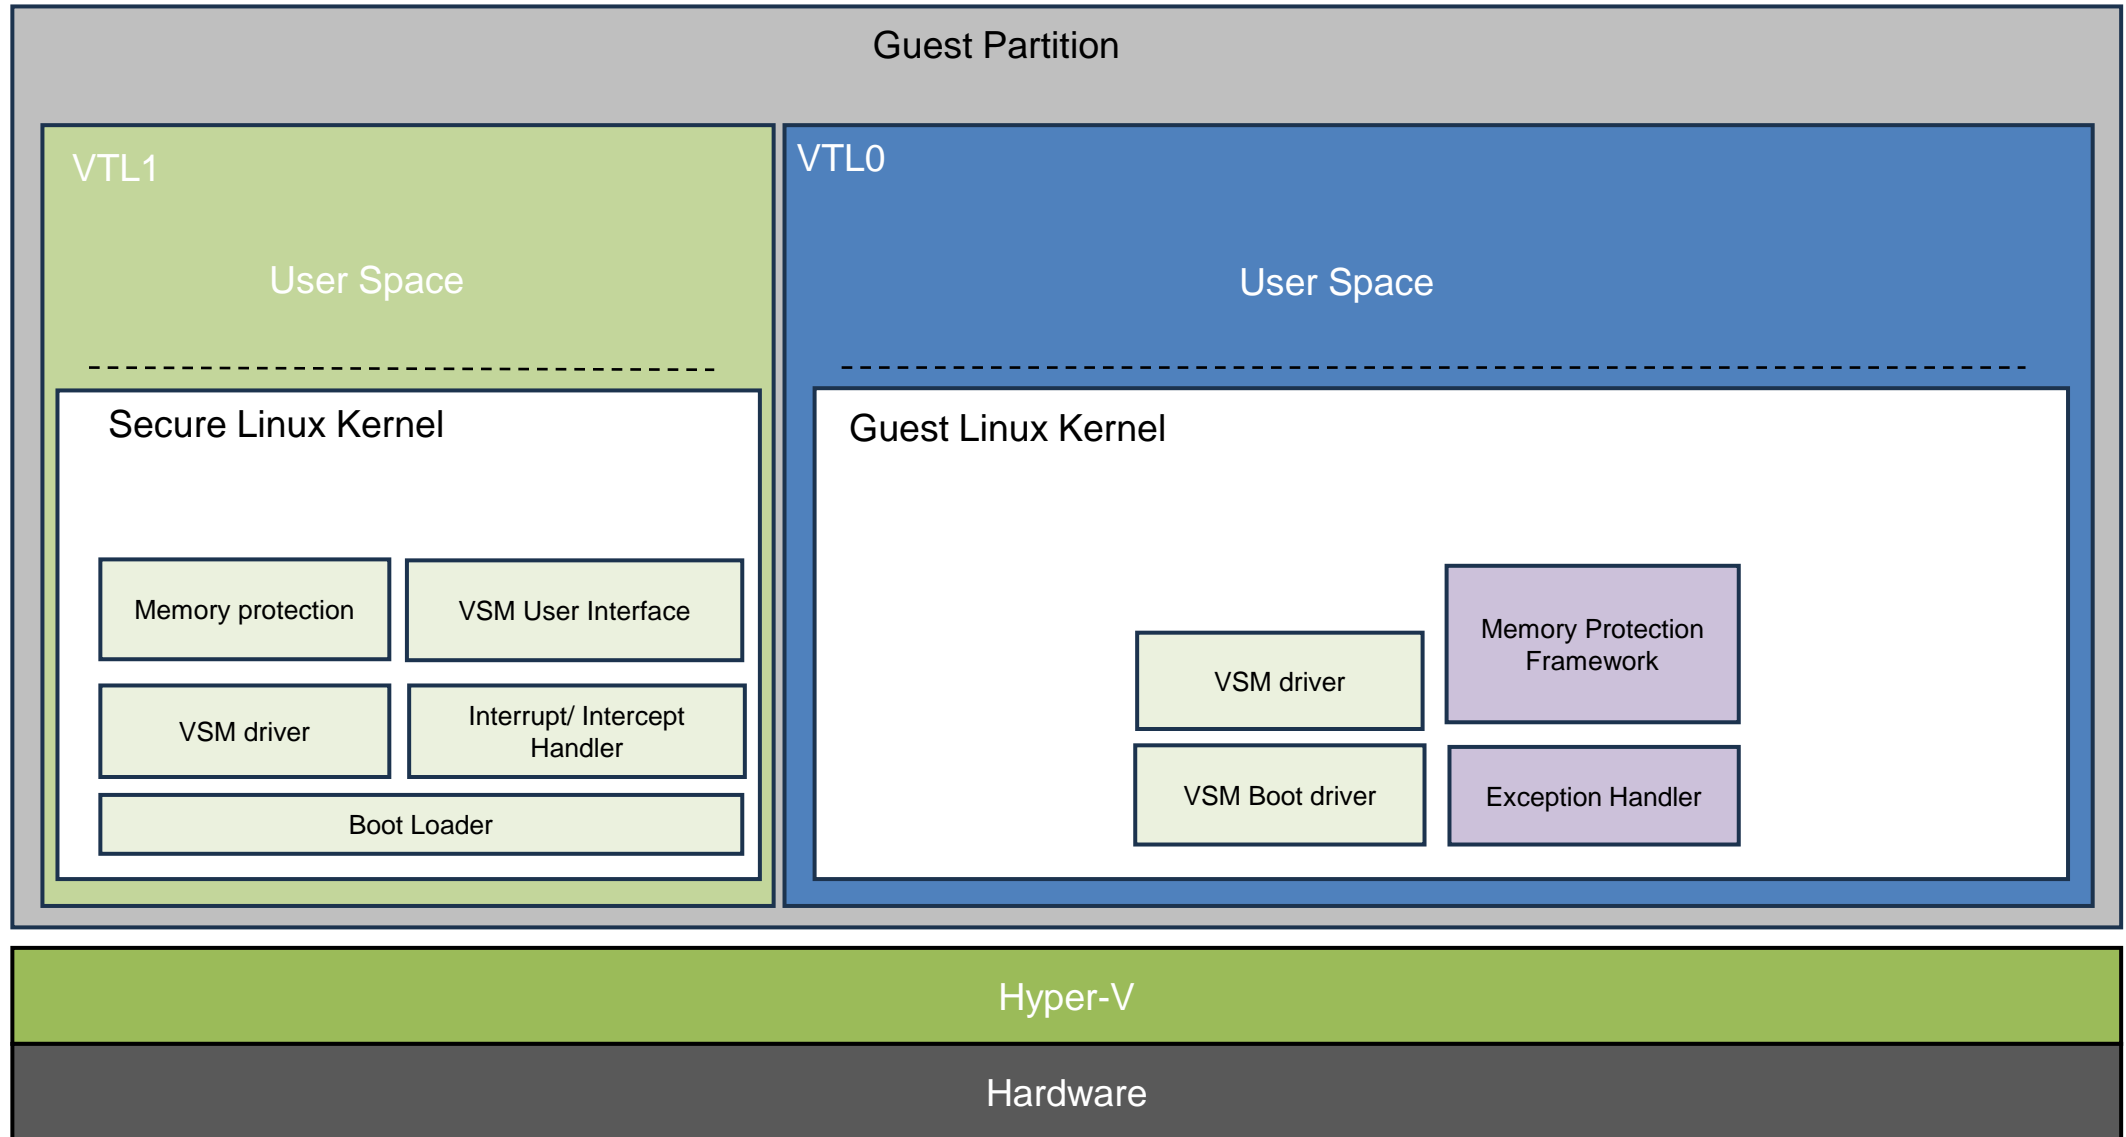 Guest Partition
VTL1
User Space
Secure Linux Kernel
Memory protection
VSM User Interface
VSM driver
Interrupt/ Intercept
Handler
Boot Loader
VTL0
User Space
Guest Linux Kernel
VSM driver
Memory Protection
Framework
VSM Boot driver
Exception Handler
Hyper-V
Hardware